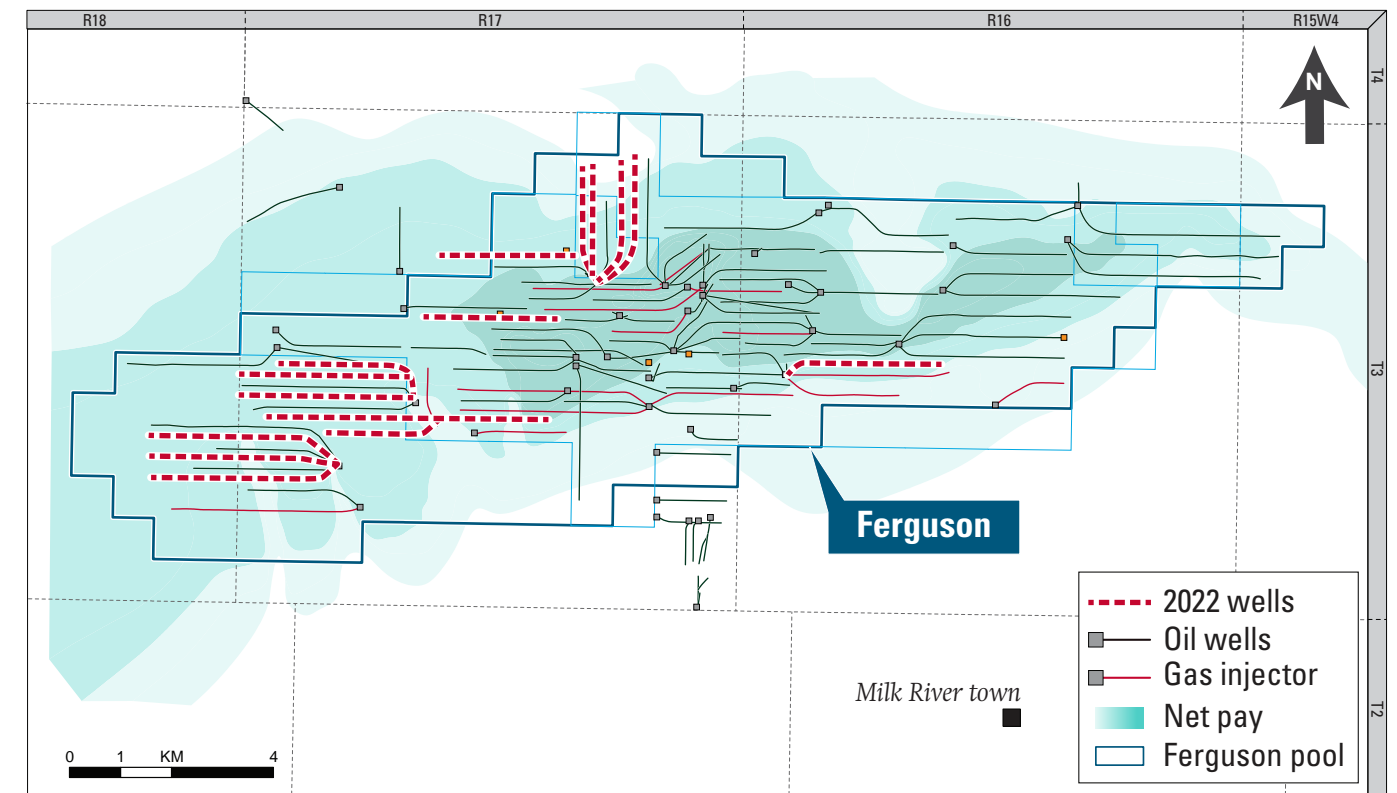 R18
R17
R16
R15W4
T4
N
T3
Ferguson
2022 wells
Oil wells
Gas injector
Net pay
Ferguson pool
Milk River town
T2
0 1 KM 4